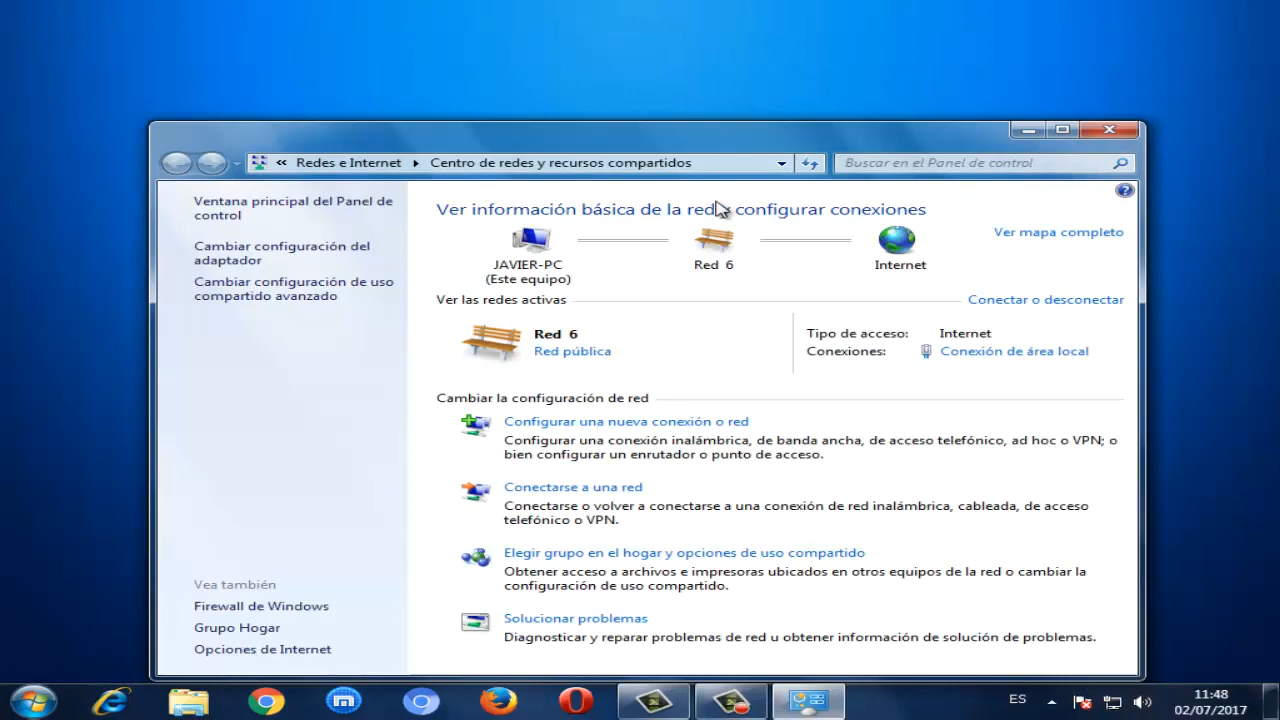 « Redes e Internet ▸ Centro de redes y recursos compartidos
Buscar en el Panel de control
Ventana principal del Panel de
control
Cambiar configuración del
adaptador
Cambiar configuración de uso
compartido avanzado
Vea también
Firewall de Windows
Grupo Hogar
Opciones de Internet
Ver información básica de la red configurar conexiones
Ver mapa completo
JAVIER-PC
(Este equipo)
Red 6
Internet
Ver las redes activas
Conectar o desconectar
Red 6
Red pública
Tipo de acceso: Internet
Conexiones: Conexión de área local
Cambiar la configuración de red
Configurar una nueva conexión o red
Configurar una conexión inalámbrica, de banda ancha, de acceso telefónico, ad hoc o VPN; o
bien configurar un enrutador o punto de acceso.
Conectarse a una red
Conectarse o volver a conectarse a una conexión de red inalámbrica, cableada, de acceso
telefónico o VPN.
Elegir grupo en el hogar y opciones de uso compartido
Obtener acceso a archivos e impresoras ubicados en otros equipos de la red o cambiar la
configuración de uso compartido.
Solucionar problemas
Diagnosticar y reparar problemas de red u obtener información de solución de problemas.
ES
11:48
02/07/2017